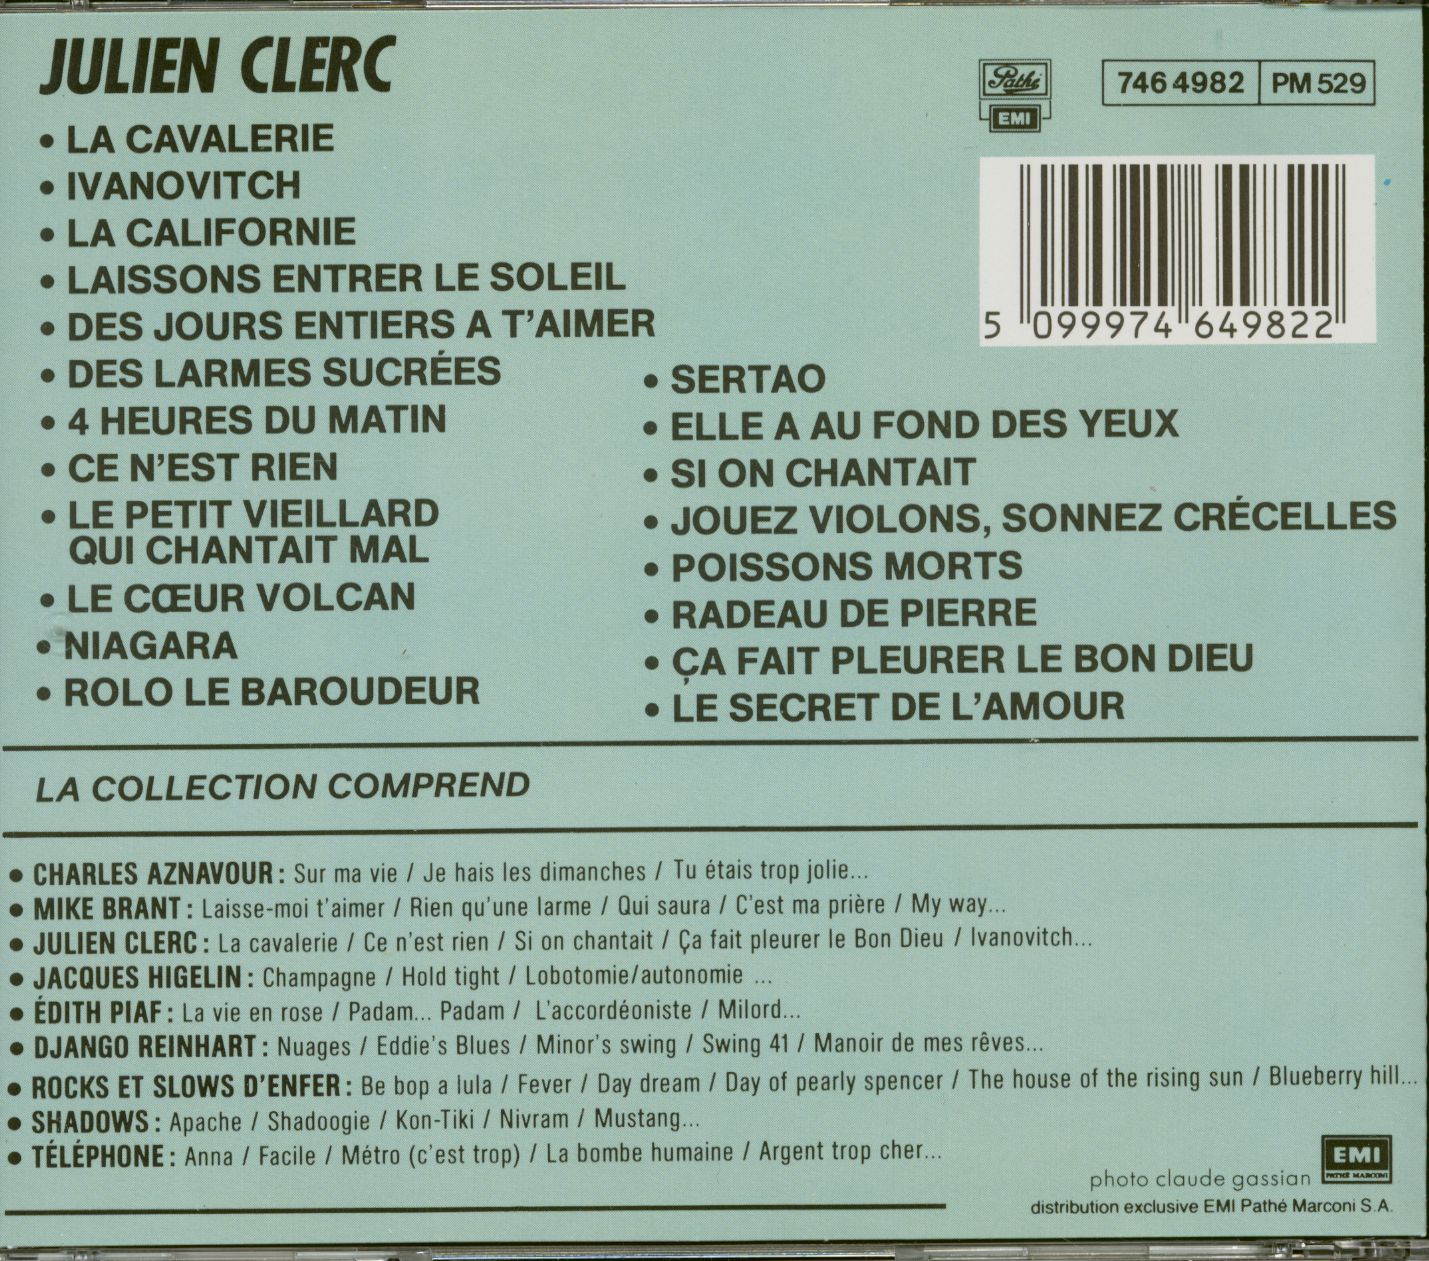 JULIEN CLERC
Pathé
EMI
746 4982 PM 529
• LA CAVALERIE
• IVANOVITCH
• LA CALIFORNIE
• LAISSONS ENTRER LE SOLEIL
• DES JOURS ENTIERS A T'AIMER
• DES LARMES SUCRÉES
• 4 HEURES DU MATIN
• CE N'EST RIEN
• LE PETIT VIEILLARD
QUI CHANTAIT MAL
• LE CŒUR VOLCAN
• NIAGARA
• ROLO LE BAROUDEUR
5 099974 649822
• SERTAO
• ELLE A AU FOND DES YEUX
• SI ON CHANTAIT
• JOUEZ VIOLONS, SONNEZ CRÉCELLES
• POISSONS MORTS
• RADEAU DE PIERRE
• ÇA FAIT PLEURER LE BON DIEU
• LE SECRET DE L'AMOUR
LA COLLECTION COMPREND
• CHARLES AZNAVOUR : Sur ma vie / Je hais les dimanches / Tu étais trop jolie...
• MIKE BRANT : Laisse-moi t'aimer / Rien qu'une larme / Qui saura / C'est ma prière / My way...
• JULIEN CLERC : La cavalerie / Ce n'est rien / Si on chantait / Ça fait pleurer le Bon Dieu / Ivanovitch...
• JACQUES HIGELIN : Champagne / Hold tight / Lobotomie/autonomie ...
• ÉDITH PIAF : La vie en rose / Padam... Padam / L'accordéoniste / Milord...
• DJANGO REINHART : Nuages / Eddie's Blues / Minor's swing / Swing 41 / Manoir de mes rêves...
• ROCKS ET SLOWS D'ENFER : Be bop a lula / Fever / Day dream / Day of pearly spencer / The house of the rising sun / Blueberry hill...
• SHADOWS : Apache / Shadoogie / Kon-Tiki / Nivram / Mustang...
• TÉLÉPHONE : Anna / Facile / Métro (c'est trop) / La bombe humaine / Argent trop cher...
EMI
PATHÉ MARCONI
photo claude gassian
distribution exclusive EMI Pathé Marconi S.A.